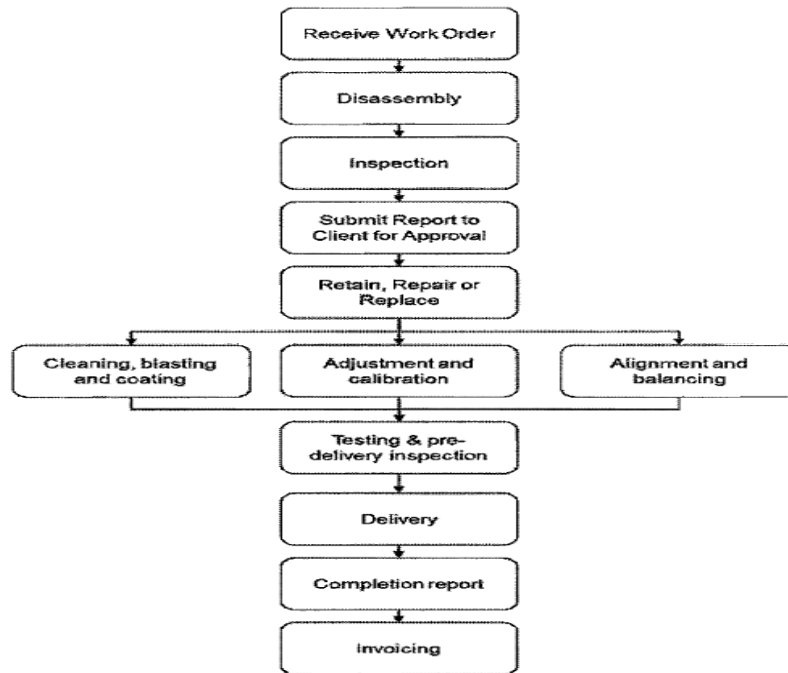 Receive Work Order
Disassembly
Inspection
Submit Report to
Client for Approval
Retain, Repair or
Replace
Cleaning, blasting
and coating
Adjustment and
calibration
Alignment and
balancing
Testing & pre-
delivery inspection
Delivery
Completion report
Invoicing